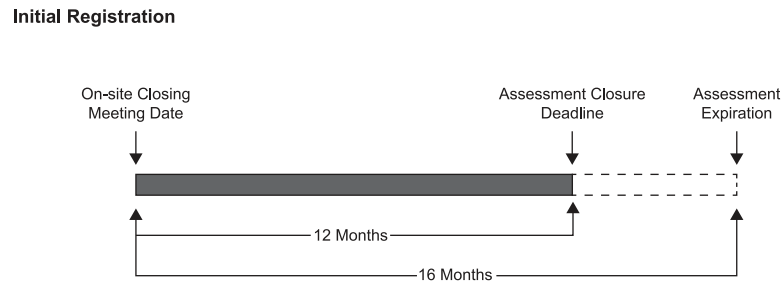 Initial Registration
On-site Closing
Meeting Date
Assessment Closure
Deadline
Assessment
Expiration
12 Months
16 Months